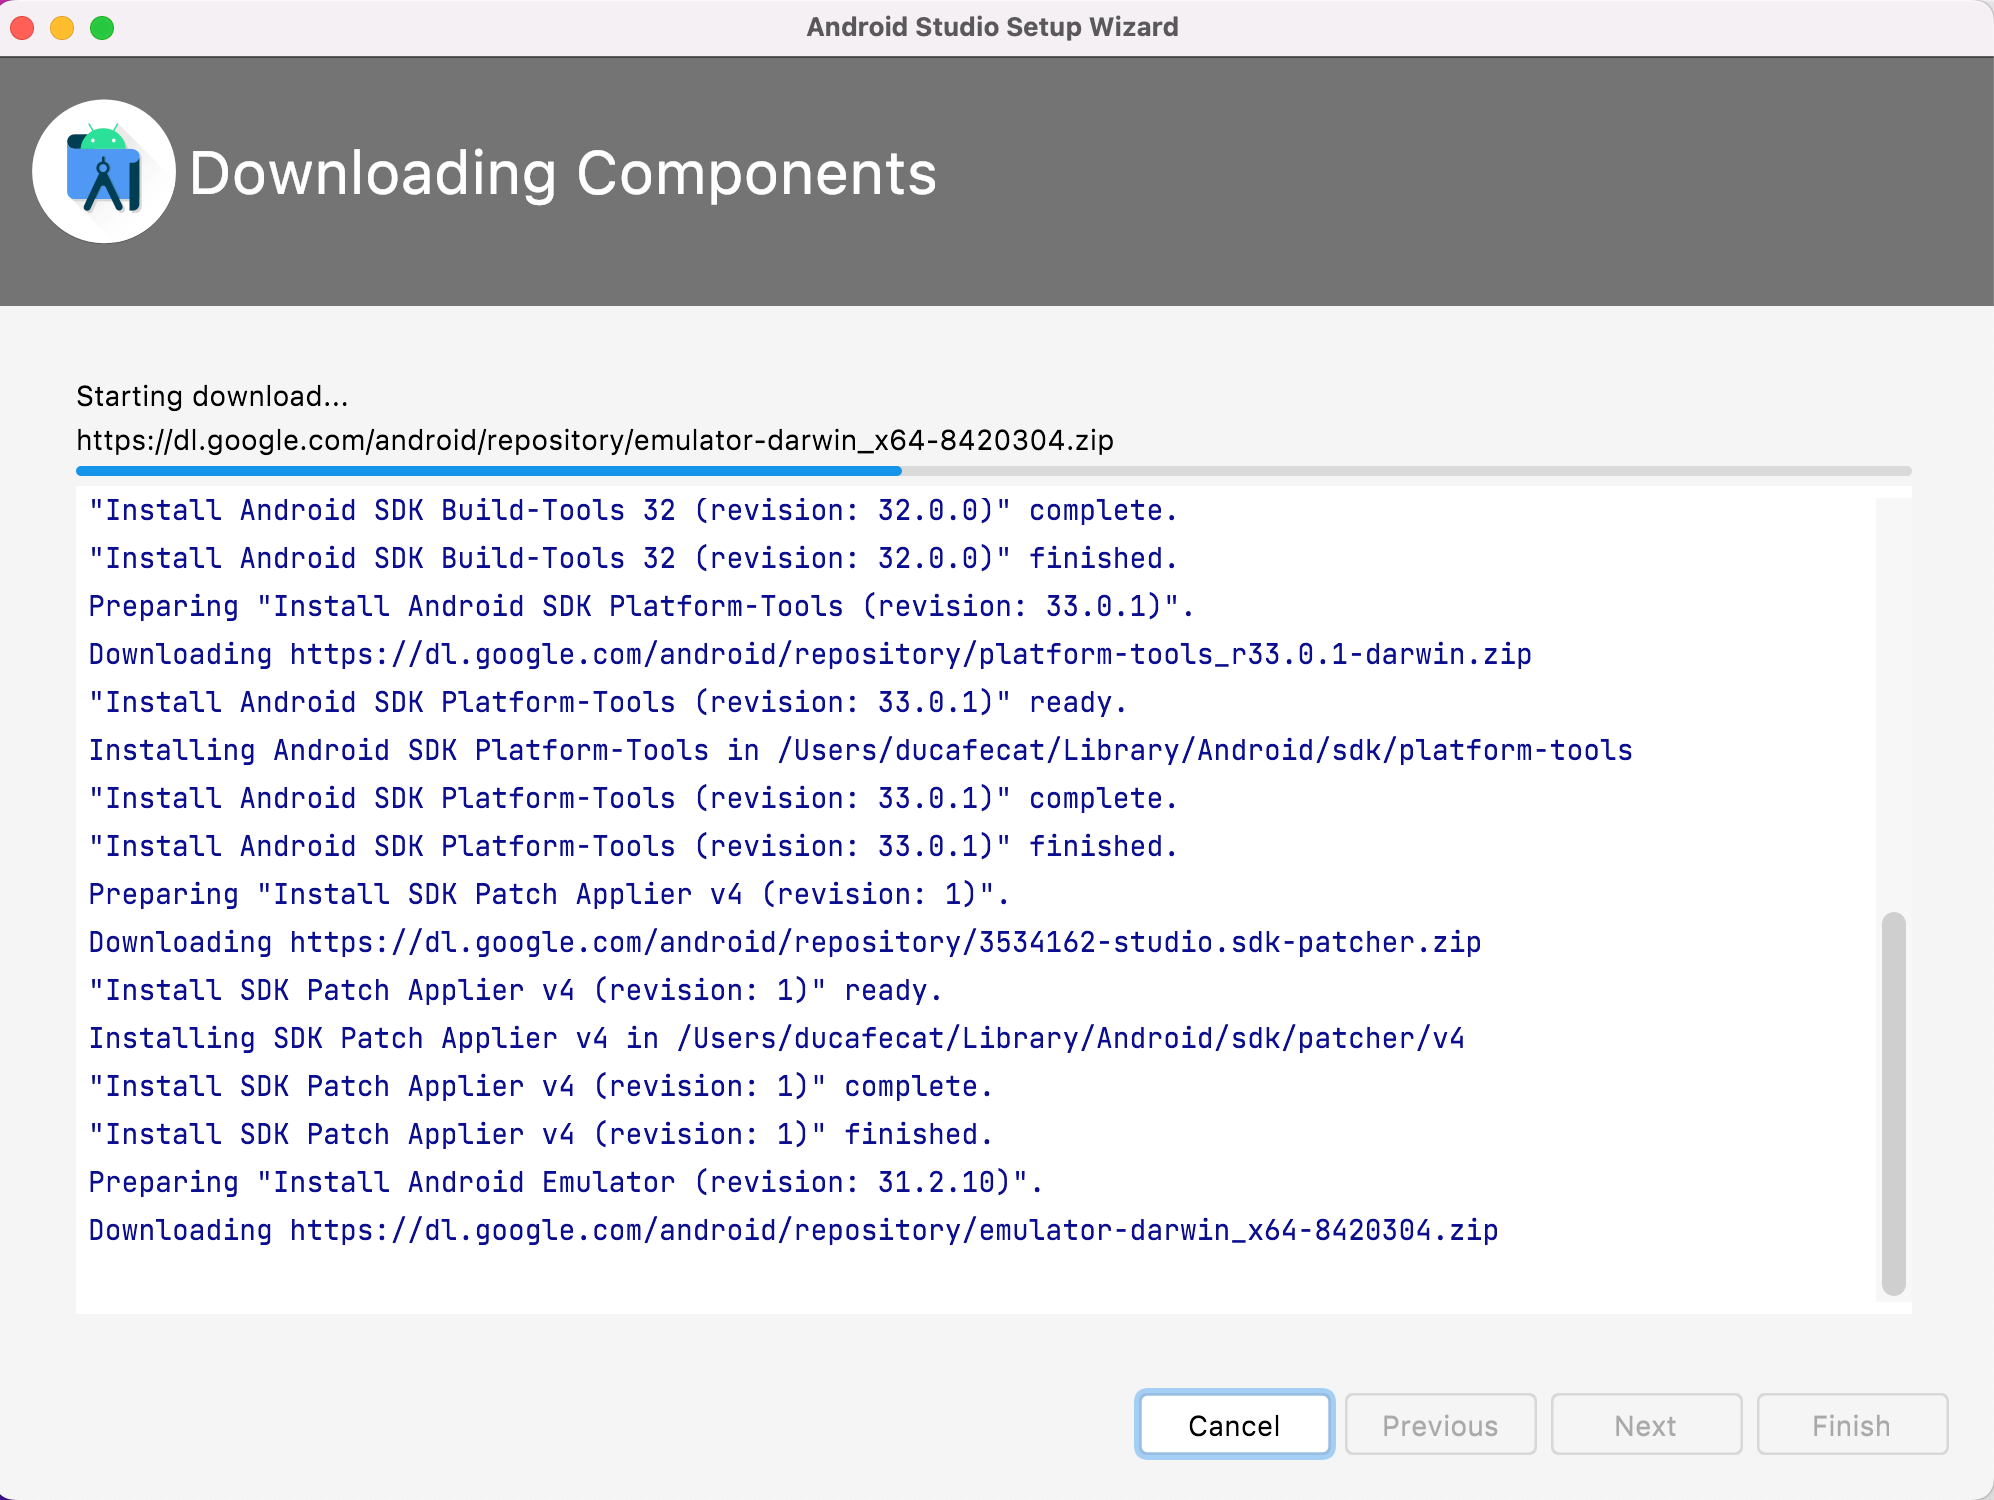 Android Studio Setup Wizard
Downloading Components
Starting download...
https://dl.google.com/android/repository/emulator-darwin_x64-8420304.zip
"Install Android SDK Build-Tools 32 (revision: 32.0.0)" complete.
"Install Android SDK Build-Tools 32 (revision: 32.0.0)" finished.
Preparing "Install Android SDK Platform-Tools (revision: 33.0.1)".
Downloading https://dl.google.com/android/repository/platform-tools_r33.0.1-darwin.zip
"Install Android SDK Platform-Tools (revision: 33.0.1)" ready.
Installing Android SDK Platform-Tools in /Users/ducafecat/Library/Android/sdk/platform-tools
"Install Android SDK Platform-Tools (revision: 33.0.1)" complete.
"Install Android SDK Platform-Tools (revision: 33.0.1)" finished.
Preparing "Install SDK Patch Applier v4 (revision: 1)".
Downloading https://dl.google.com/android/repository/3534162-studio.sdk-patcher.zip
"Install SDK Patch Applier v4 (revision: 1)" ready.
Installing SDK Patch Applier v4 in /Users/ducafecat/Library/Android/sdk/patcher/v4
"Install SDK Patch Applier v4 (revision: 1)" complete.
"Install SDK Patch Applier v4 (revision: 1)" finished.
Preparing "Install Android Emulator (revision: 31.2.10)".
Downloading https://dl.google.com/android/repository/emulator-darwin_x64-8420304.zip
Cancel Previous Next Finish